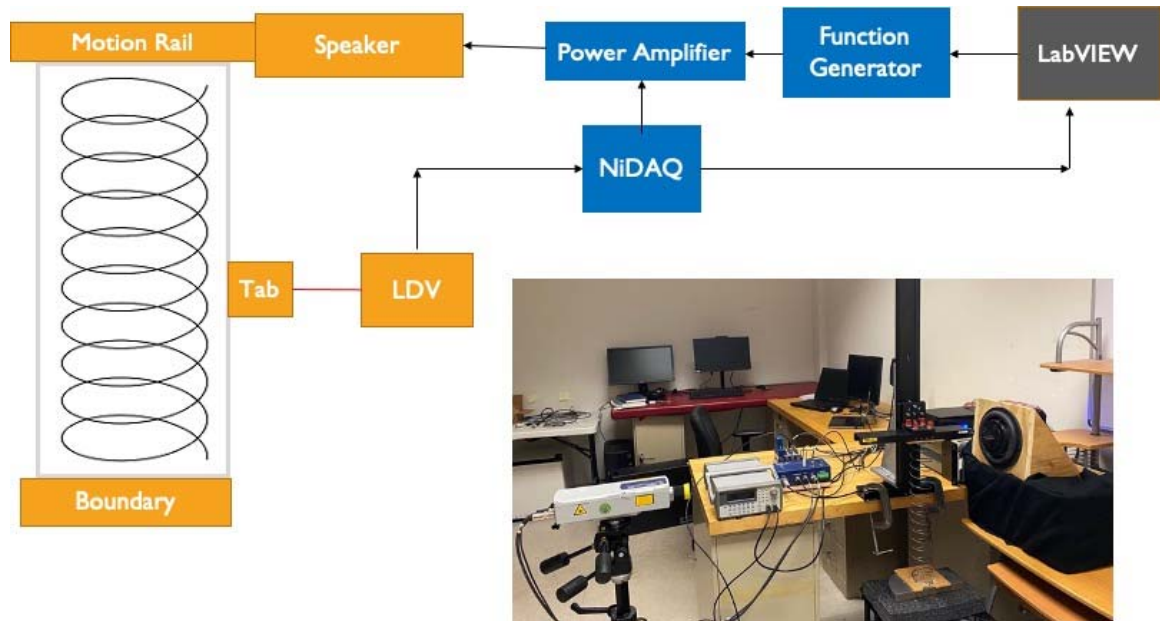 Motion Rail
Speaker
Power Amplifier
Function
Generator
LabVIEW
NiDAQ
Tab
LDV
Boundary